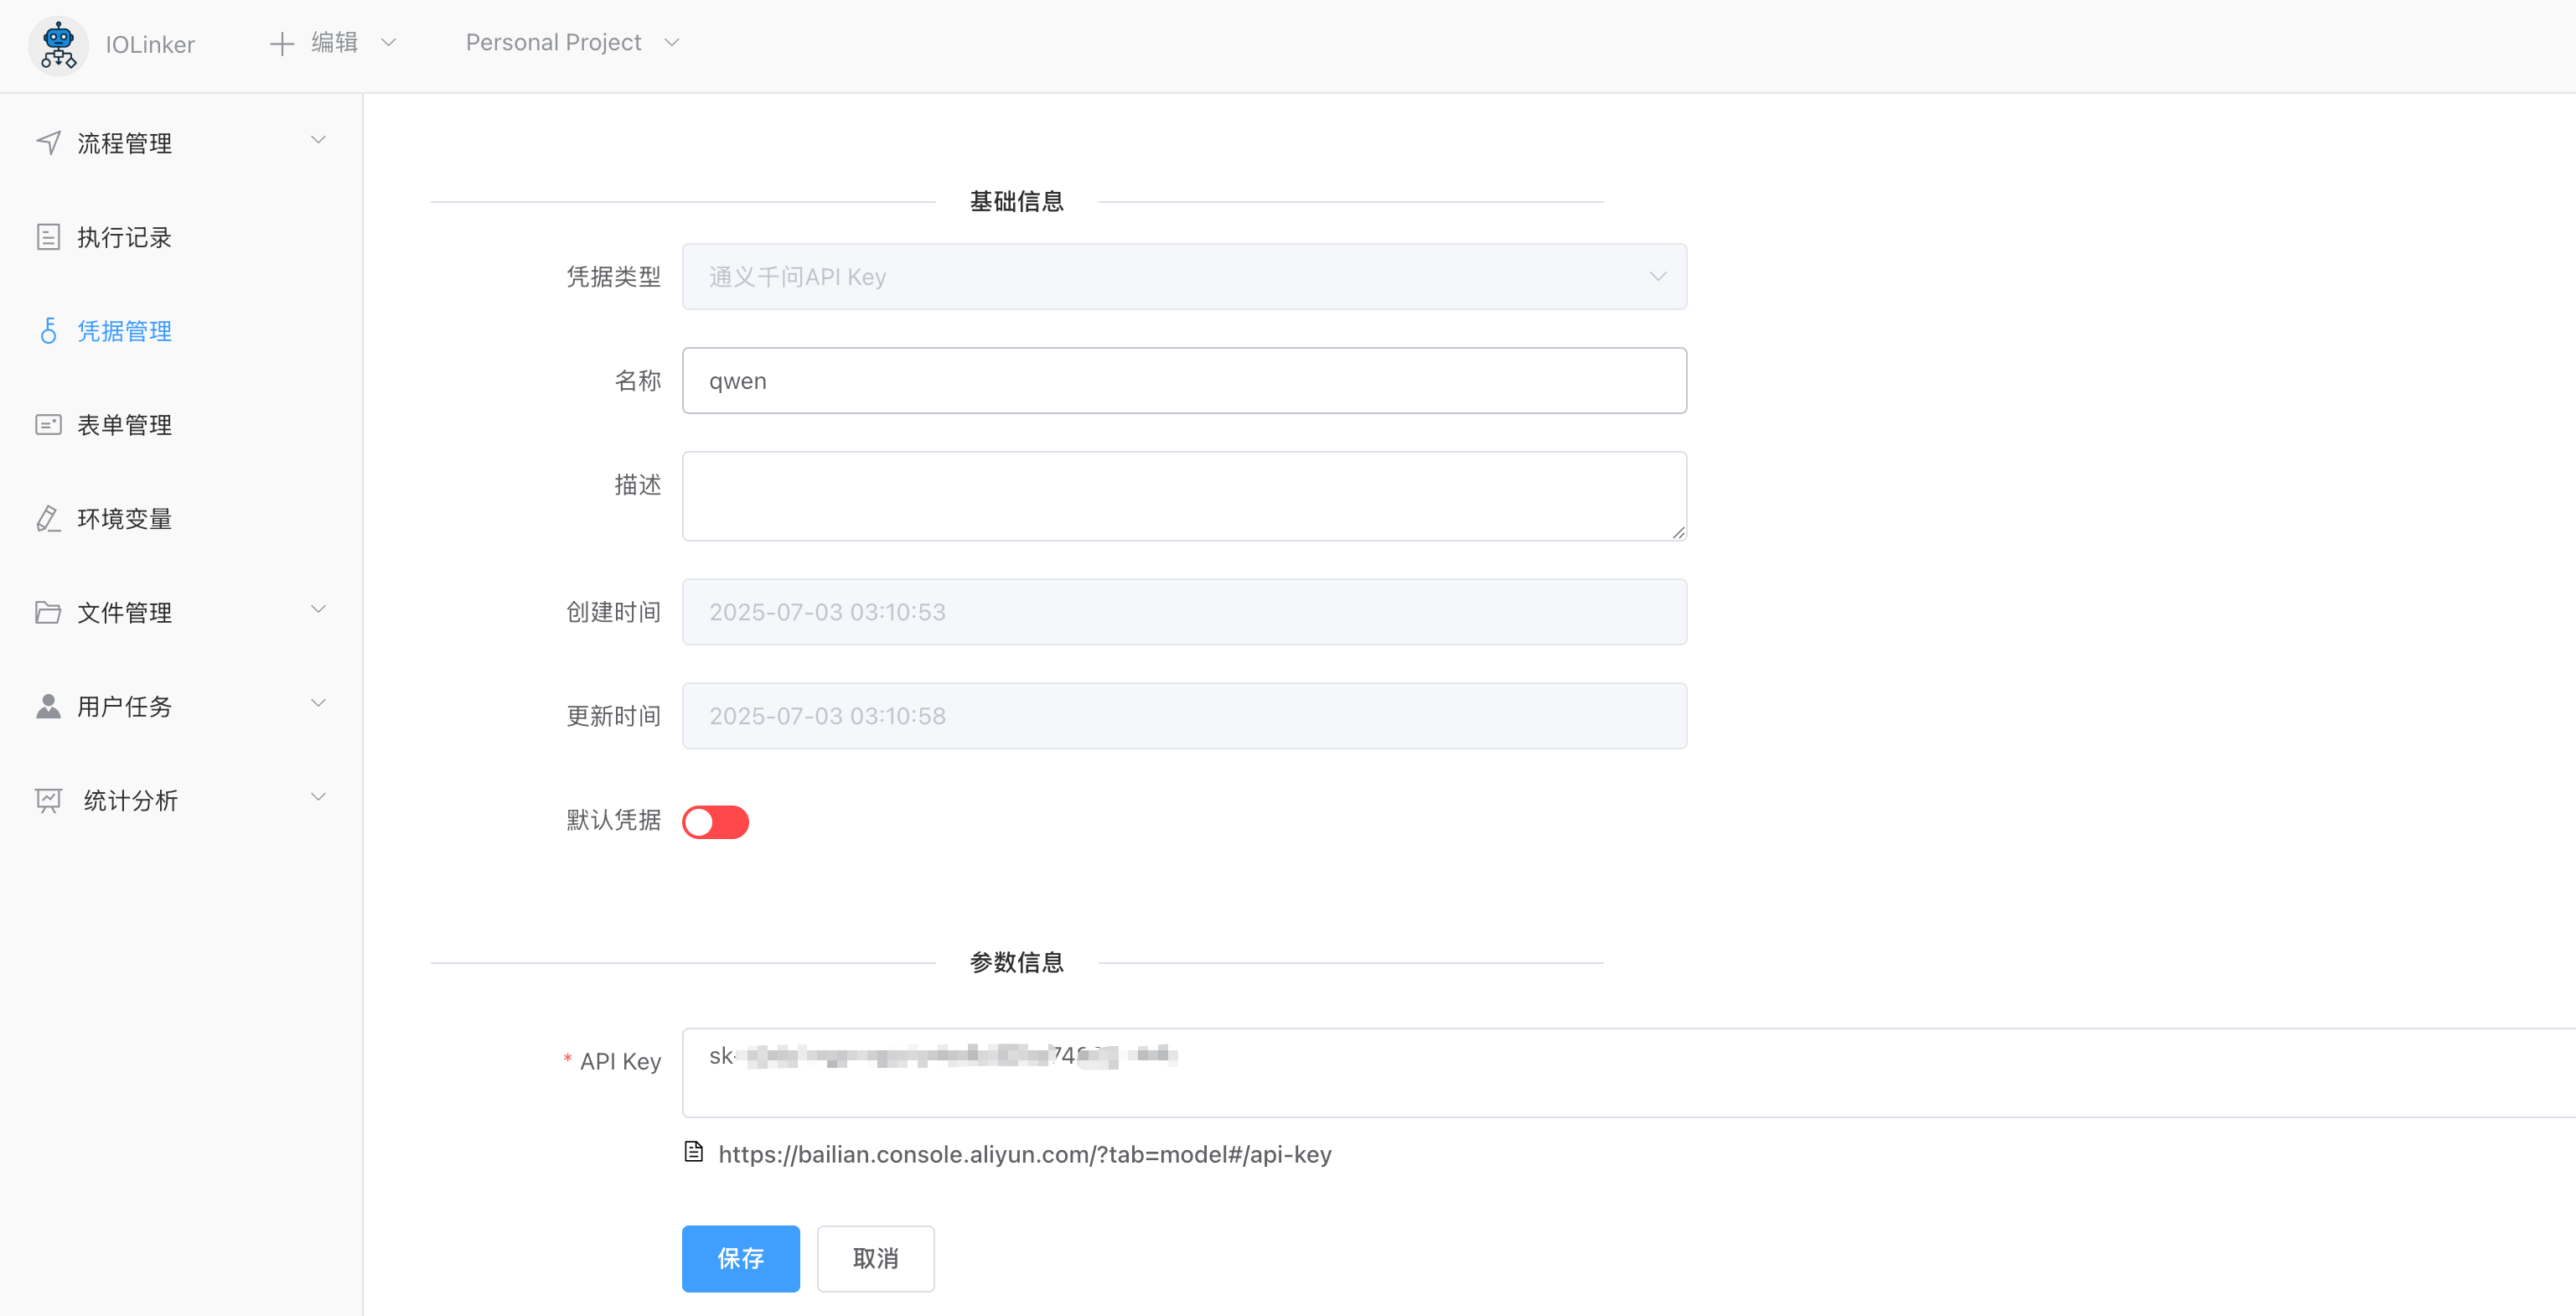 IOLinker
编辑
Personal Project
流程管理
执行记录
凭据管理
表单管理
环境变量
文件管理
用户任务
统计分析
基础信息
凭据类型
通义千问API Key
名称
qwen
描述
创建时间
2025-07-03 03:10:53
更新时间
2025-07-03 03:10:58
默认凭据
参数信息
* API Key
sk-
https://bailian.console.aliyun.com/?tab=model#/api-key
保存
取消